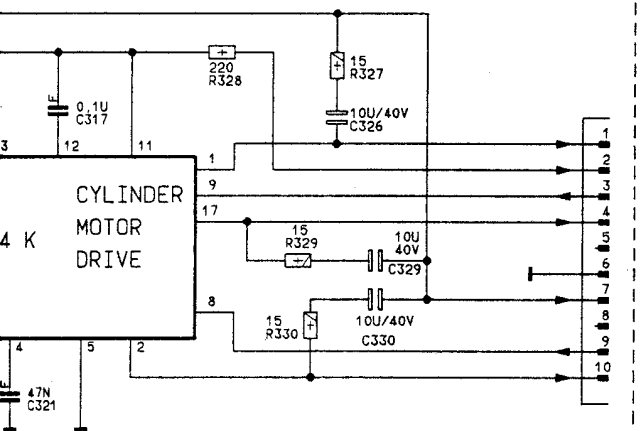 15
R327
220
R328
0,1U
C317
10U/40V
C326
3
12
11
1
1
2
9
3
CYLINDER
17
4
MOTOR
4 K
DRIVE
15
R329
10U
40V
C329
5
6
7
8
15
R330
10U/40V
C330
8
9
4
5
2
10
47N
C321